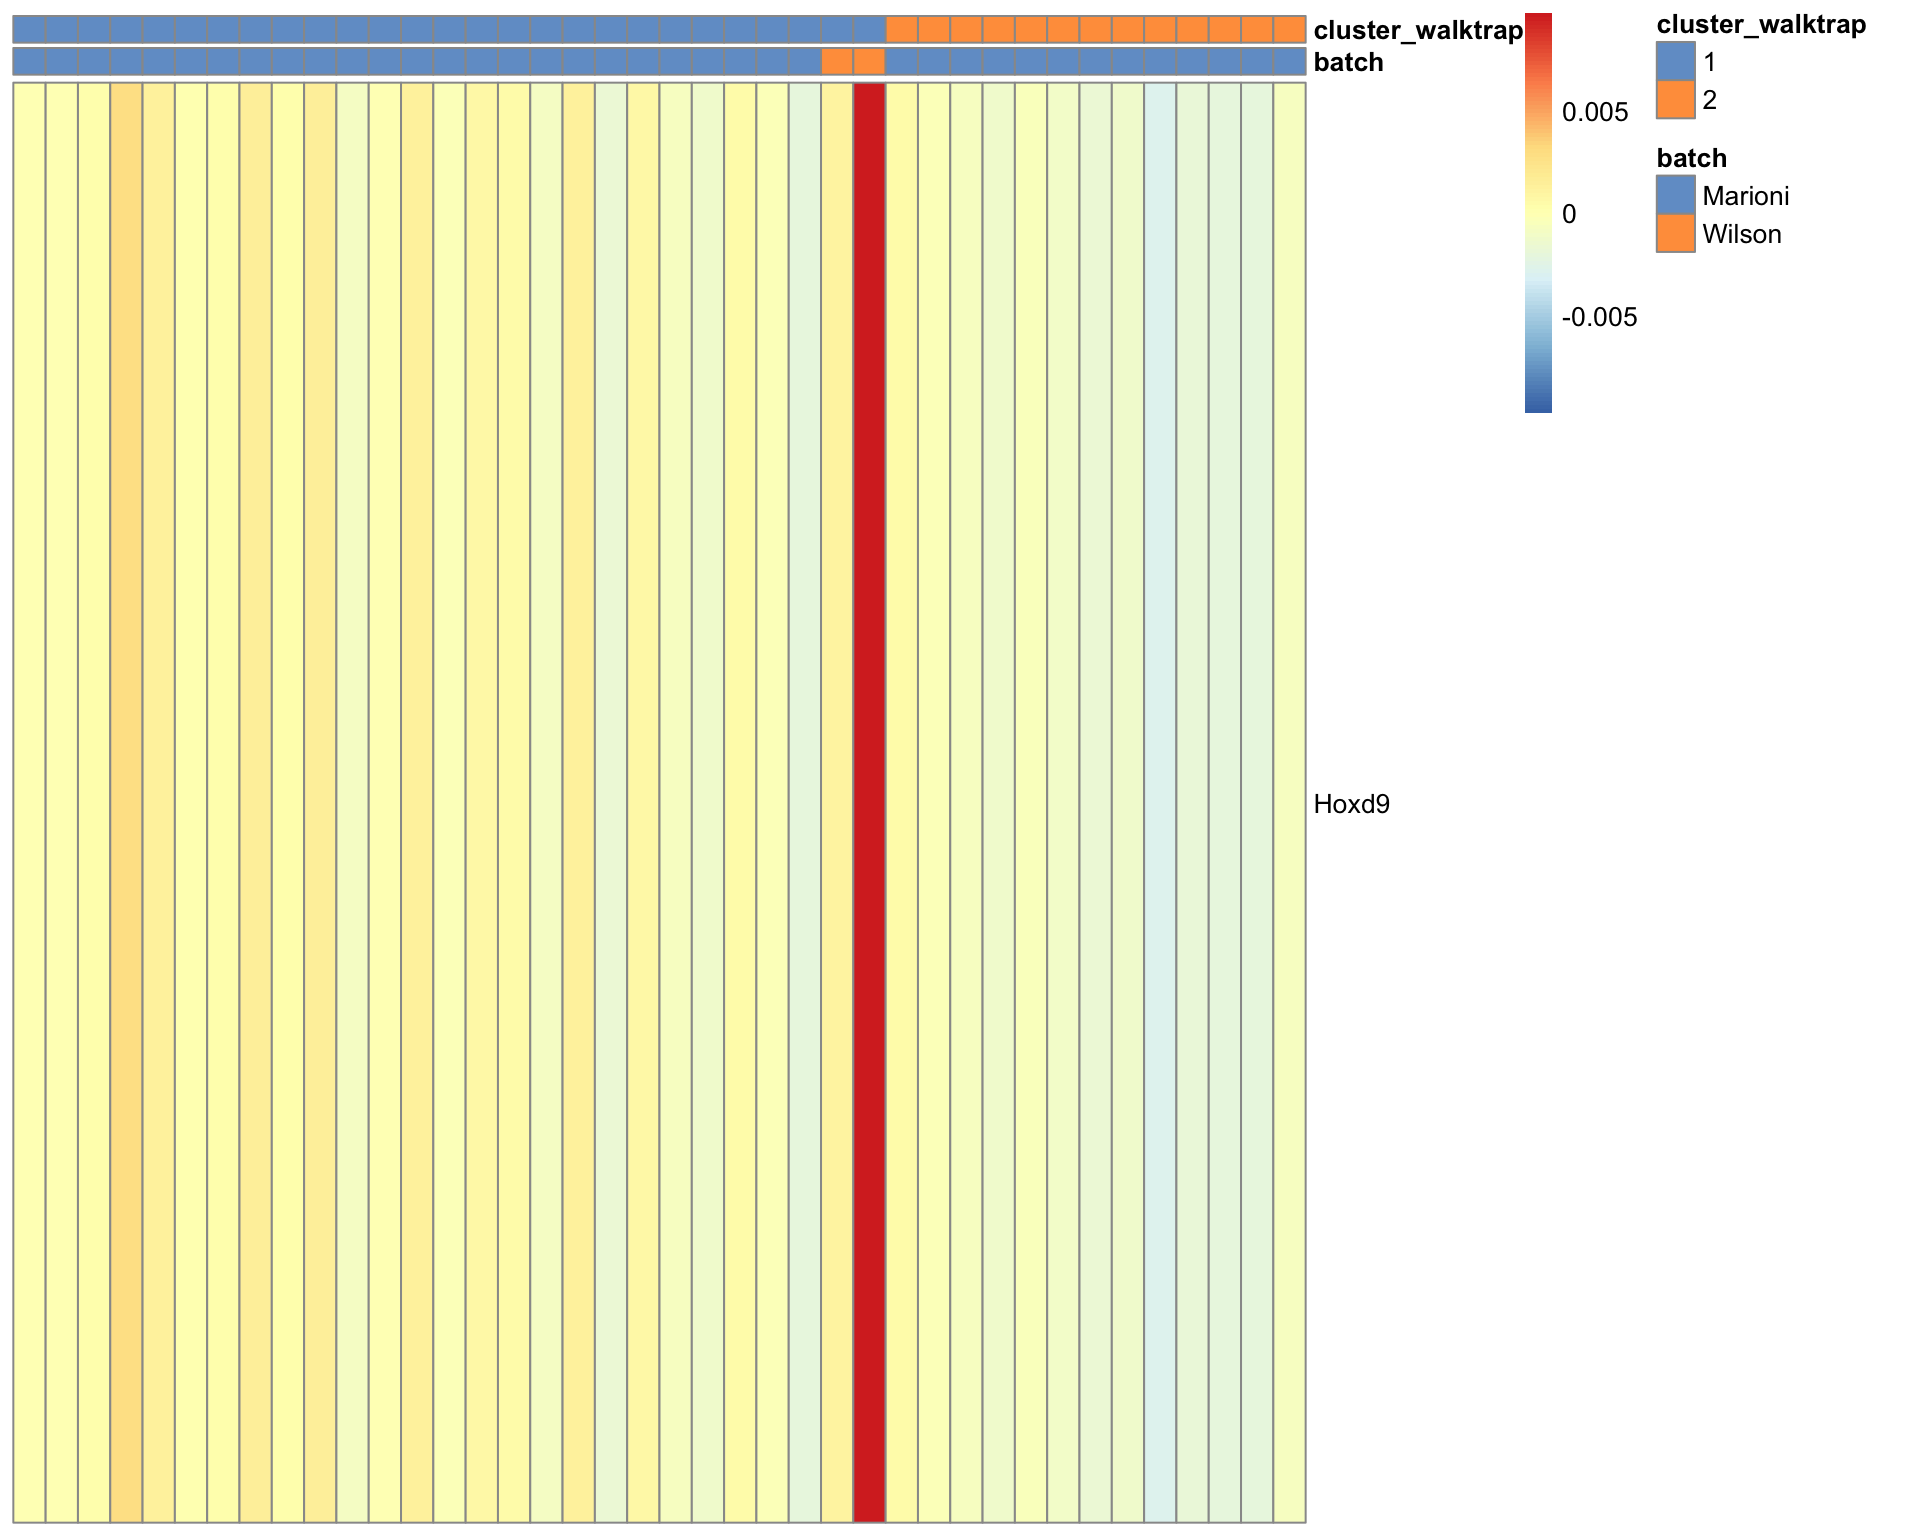 cluster_walktrap
batch
Hoxd9
0.005
0
-0.005
cluster_walktrap
1
2
batch
Marioni
Wilson